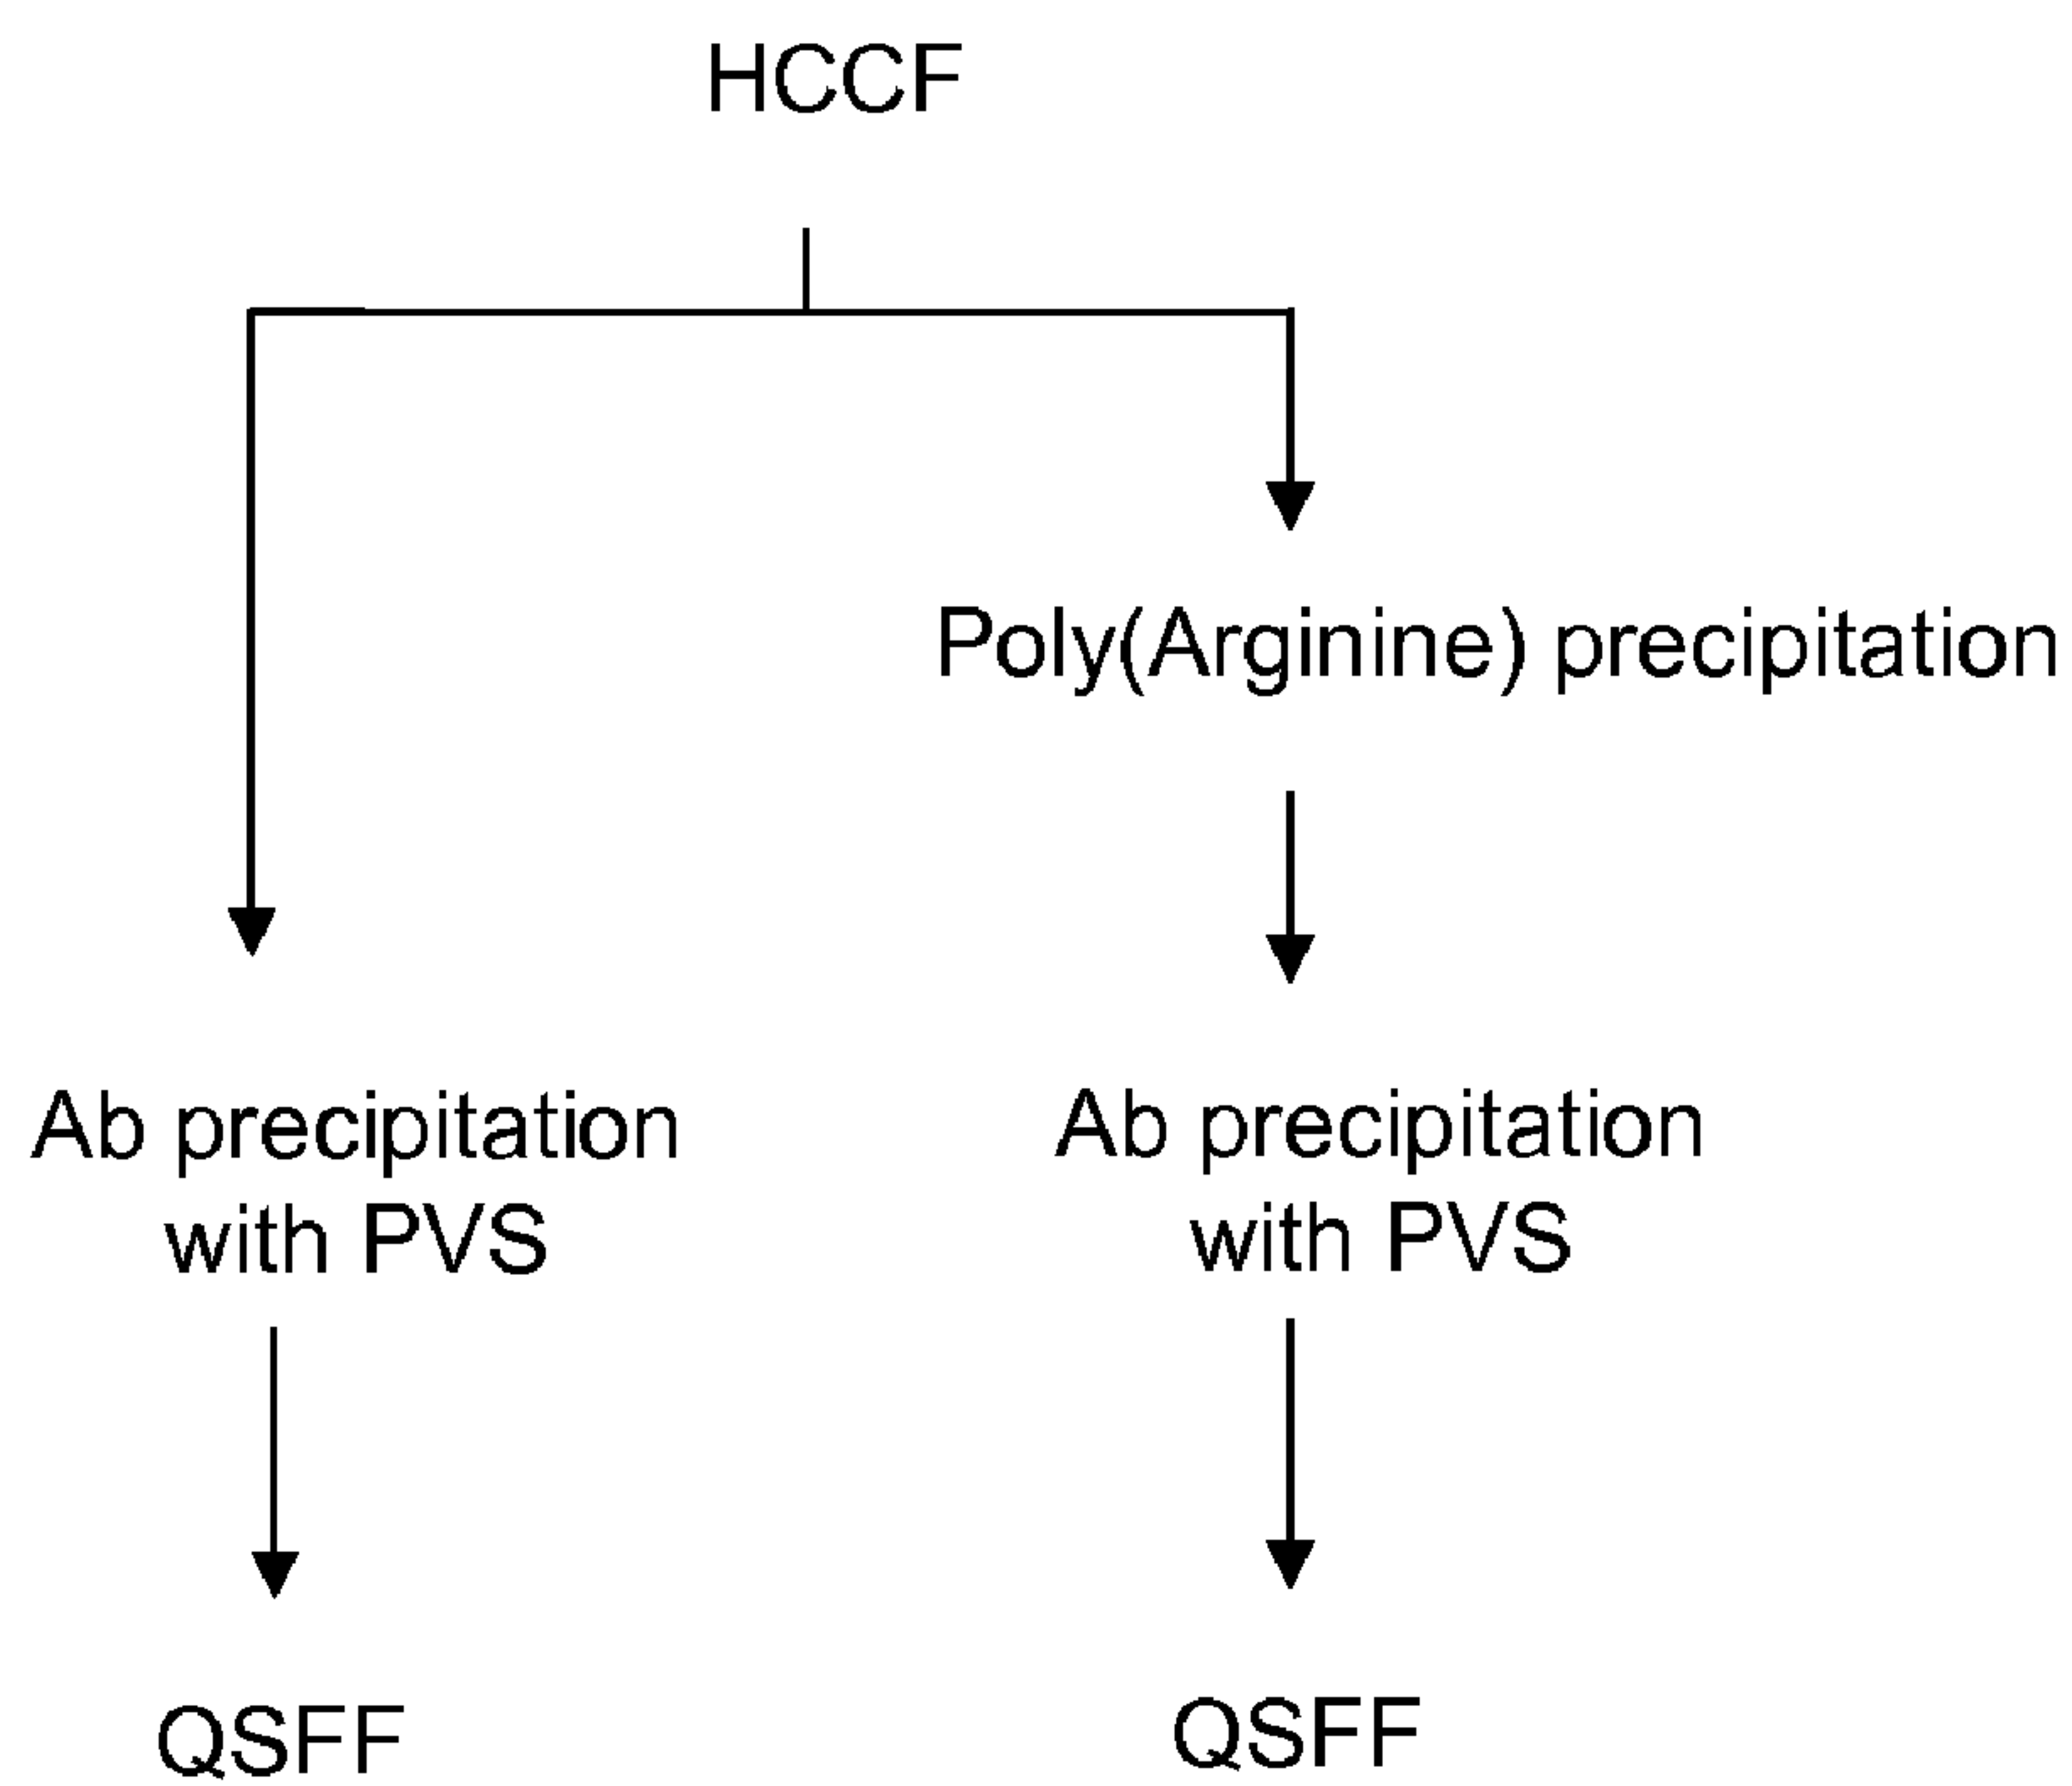 HCCF
Poly(Arginine) precipitation
Ab precipitation
with PVS
Ab precipitation
with PVS
QSFF
QSFF